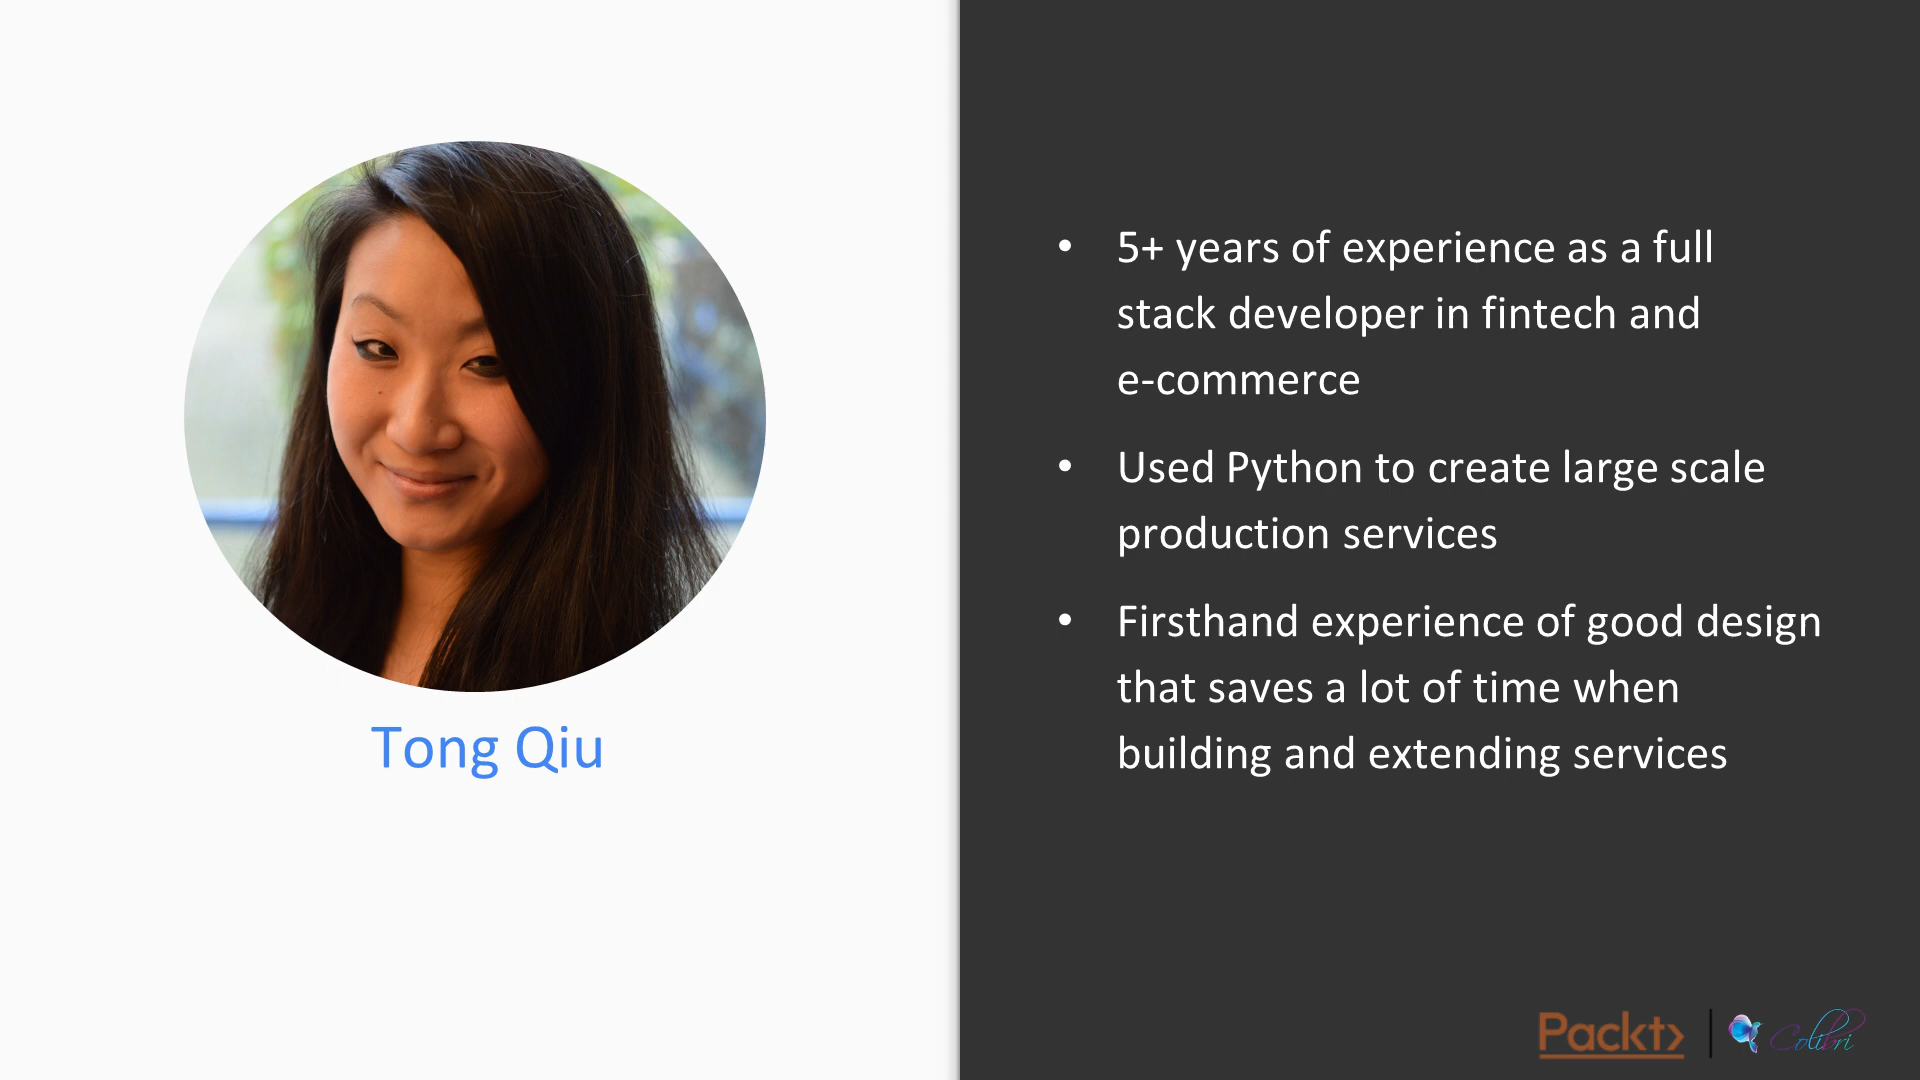 Tong Qiu
• 5+ years of experience as a full
stack developer in fintech and
e-commerce
• Used Python to create large scale
production services
• Firsthand experience of good design
that saves a lot of time when
building and extending services
Packt>
Colibri